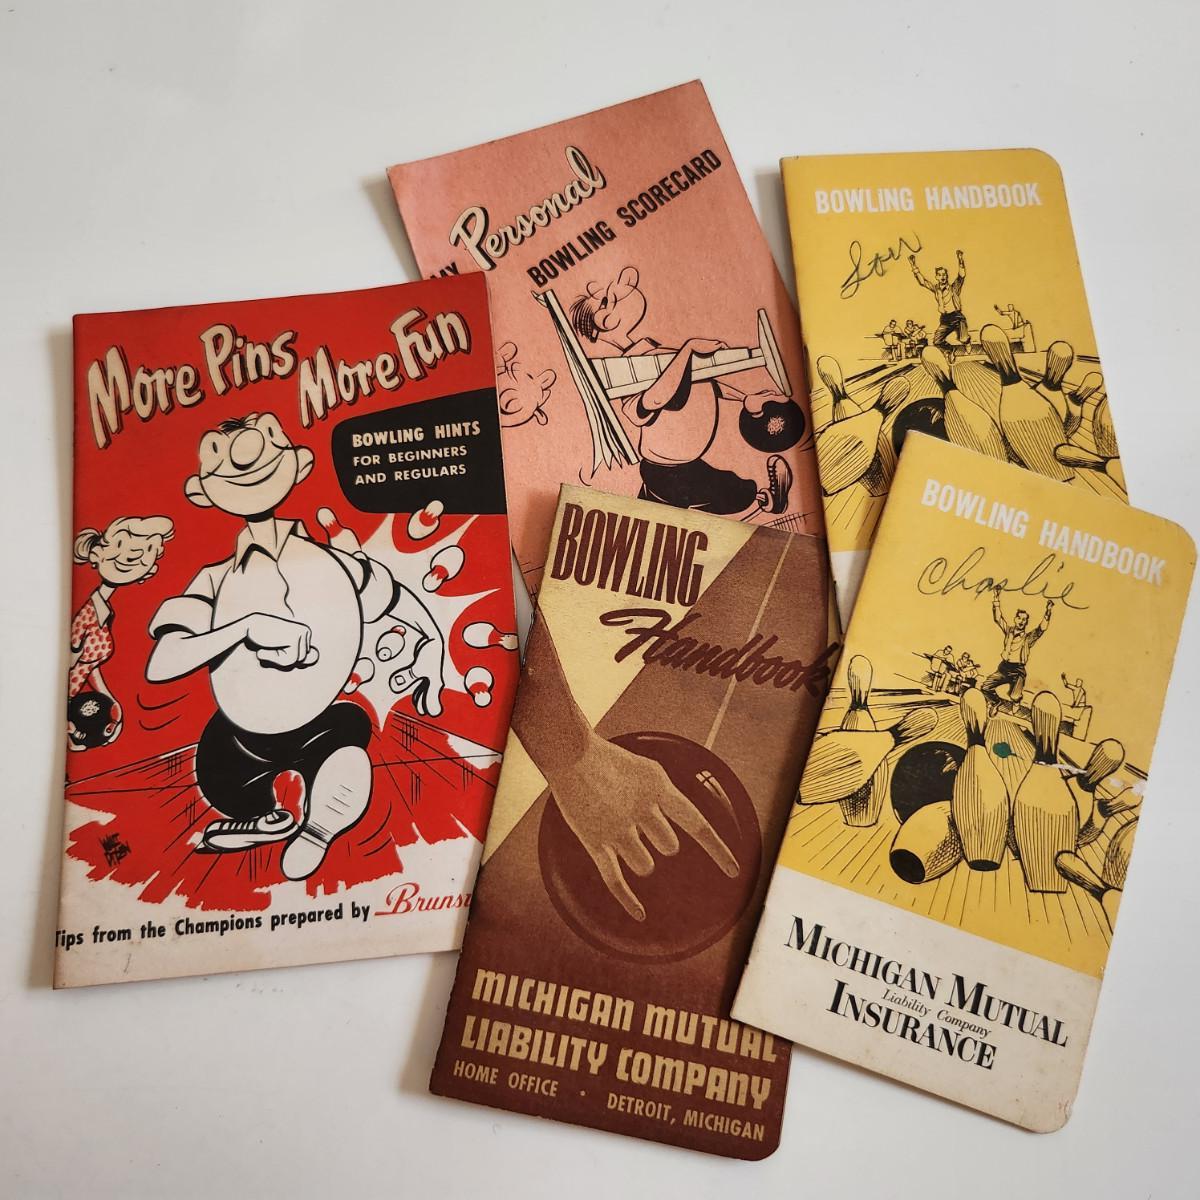 MY Personal
BOWLING SCORECARD
BOWLING HANDBOOK
More Pins
More Fun
BOWLING HINTS
FOR BEGINNERS
AND REGULARS
Tips from the Champions prepared by Bruns
BOWLING
Handbook
MICHIGAN MUTUAL
LIABILITY COMPANY
HOME OFFICE · DETROIT, MICHIGAN
BOWLING HANDBOOK
Charlie
MICHIGAN MUTUAL
Liability Company
INSURANCE